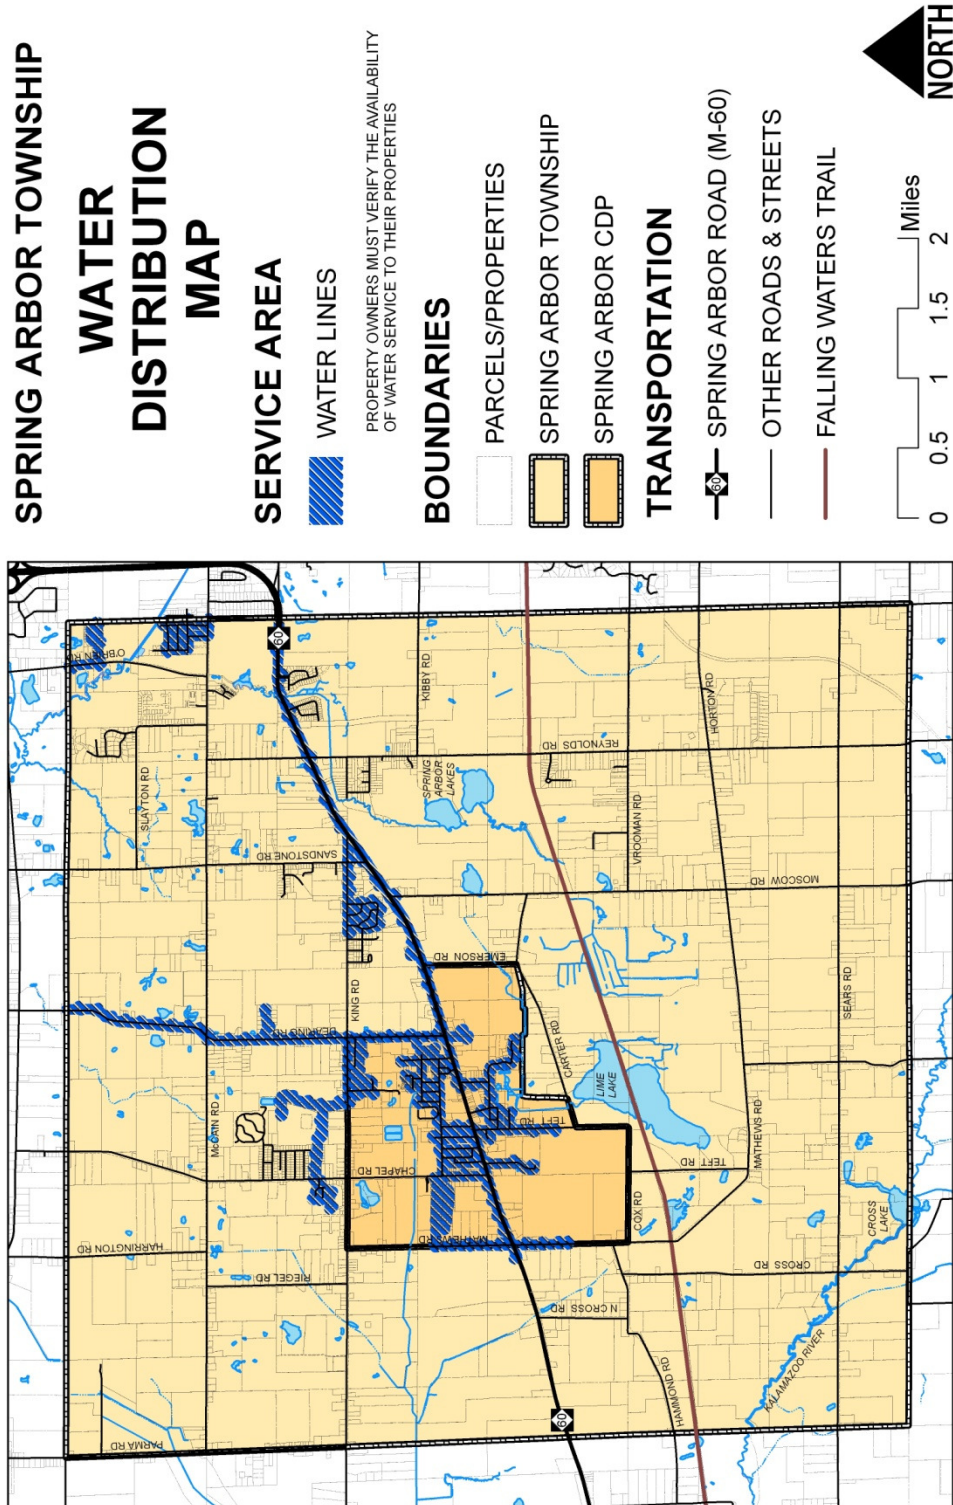 SPRING ARBOR TOWNSHIP
WATER
DISTRIBUTION
MAP
SERVICE AREA
WATER LINES
PROPERTY OWNERS MUST VERIFY THE AVAILABILITY
OF WATER SERVICE TO THEIR PROPERTIES
BOUNDARIES
PARCELS/PROPERTIES
SPRING ARBOR TOWNSHIP
SPRING ARBOR CDP
TRANSPORTATION
60
SPRING ARBOR ROAD (M-60)
OTHER ROADS & STREETS
FALLING WATERS TRAIL
0 0.5 1 1.5 2
Miles
NORTH
O'BRIEN RD
60
SLAYTON RD
SANDSTONE RD
KIBBY RD
SPRING
ARBOR
LAKES
REYNOLDS RD
HORTON RD
VROOMAN RD
MOSCOW RD
EMERSON RD
KING RD
DEARING RD
McCAIN RD
CARTER RD
LIME
LAKE
SEARS RD
TEFT RD
CHAPEL RD
TEFT RD
MATHEWS RD
HARRINGTON RD
MATHEWS RD
COX RD
CROSS
LAKE
RIEGEL RD
N CROSS RD
CROSS RD
KALAMAZOO RIVER
HAMMOND RD
PARMA RD
60